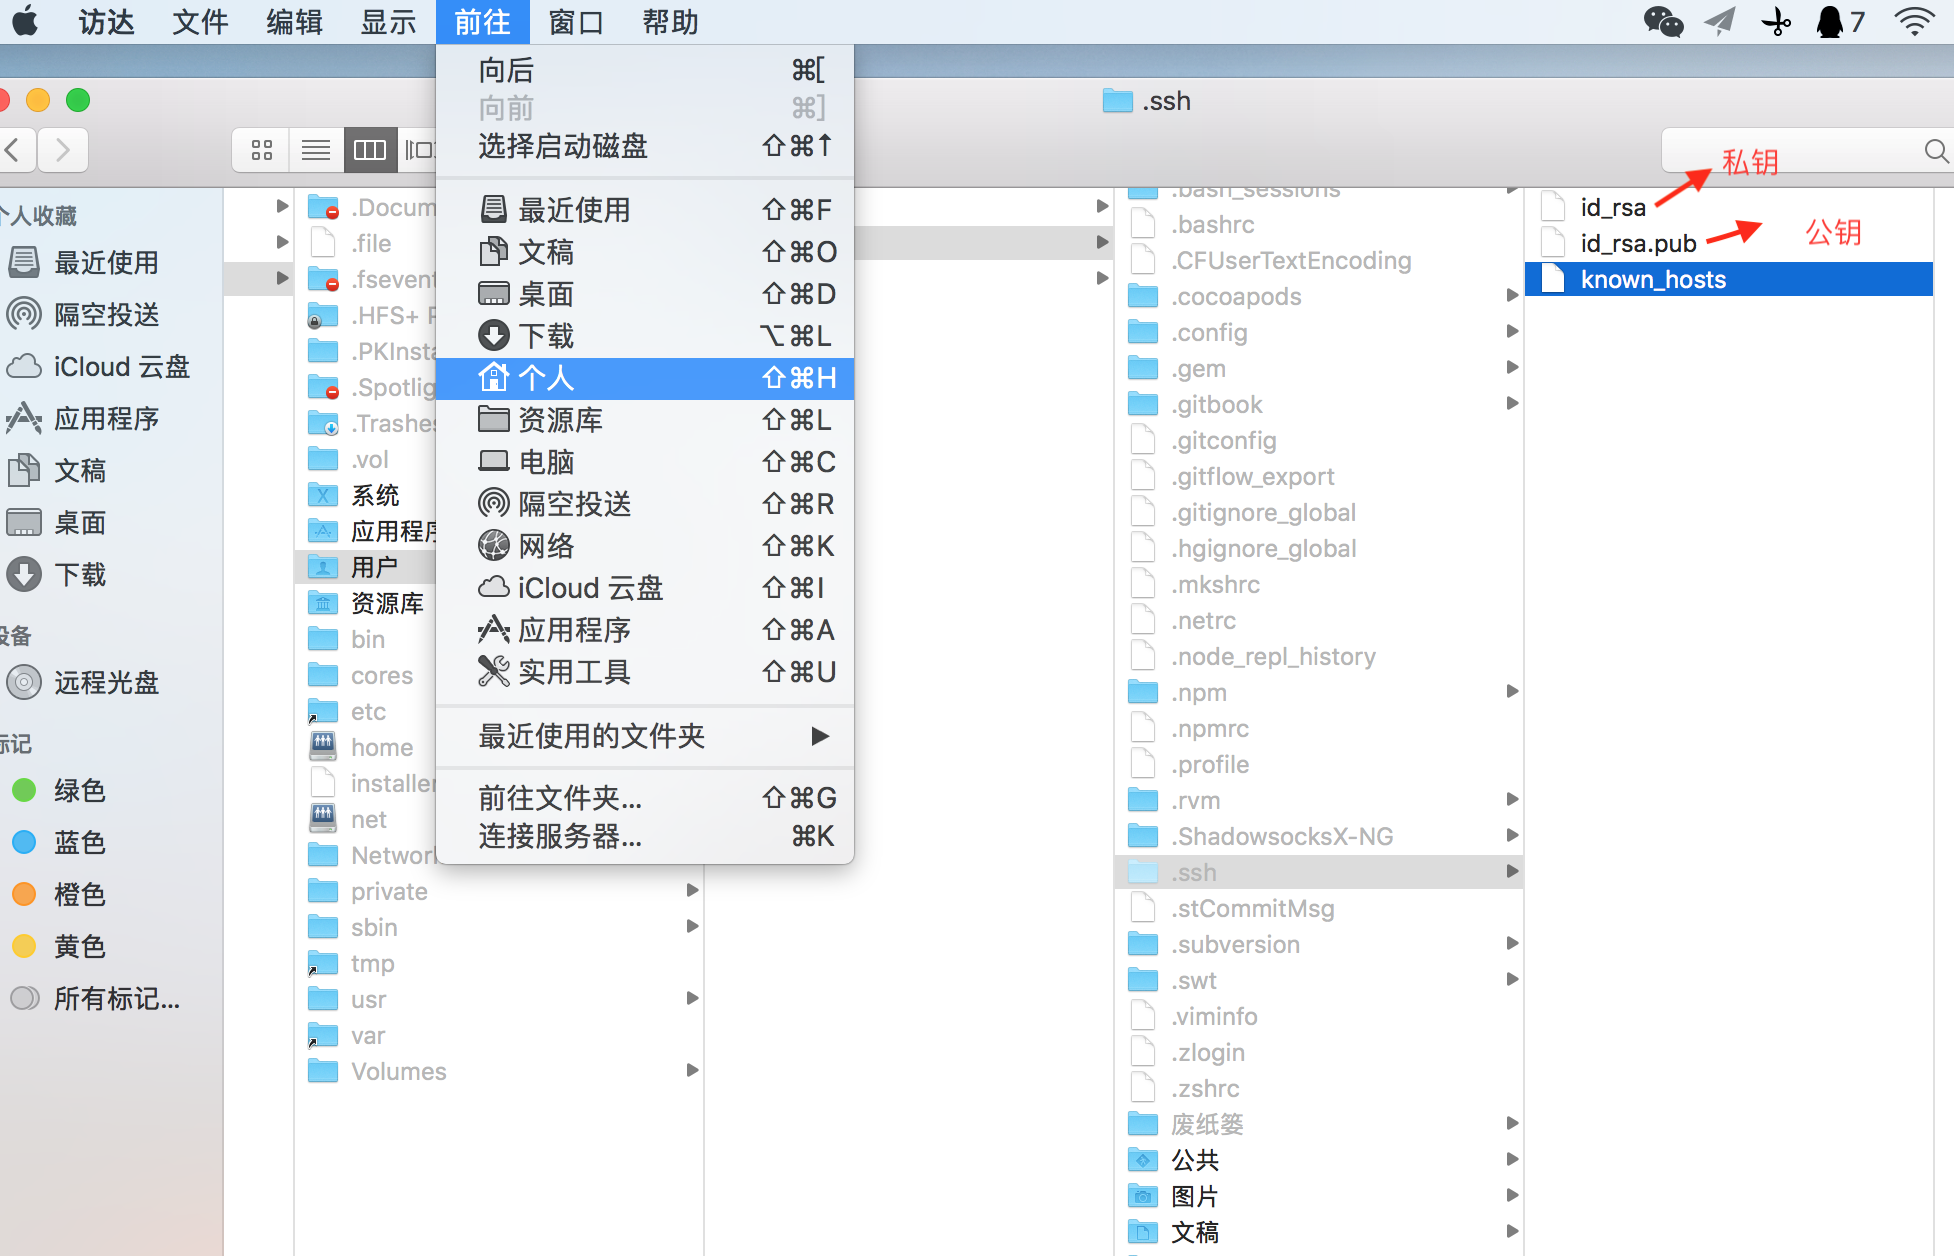 访达 文件 编辑 显示 前往 窗口 帮助 7
向后 ⌘[
向前 ⌘]
选择启动磁盘 ⇧⌘↑
最近使用 ⇧⌘F
文稿 ⇧⌘O
桌面 ⇧⌘D
下载 ⌥⌘L
个人 ⇧⌘H
资源库 ⇧⌘L
电脑 ⇧⌘C
隔空投送 ⇧⌘R
网络 ⇧⌘K
iCloud 云盘 ⇧⌘I
应用程序 ⇧⌘A
实用工具 ⇧⌘U
最近使用的文件夹
前往文件夹... ⇧⌘G
连接服务器... ⌘K
.ssh
个人收藏
最近使用
隔空投送
iCloud 云盘
应用程序
文稿
桌面
下载
设备
远程光盘
标记
绿色
蓝色
橙色
黄色
所有标记...
.Docum
.file
.fsevent
.HFS+ P
.PKInsta
.Spotlig
.Trashes
.vol
系统
应用程序
用户
资源库
bin
cores
etc
home
installer
net
Network
private
sbin
tmp
usr
var
Volumes
.bash_sessions
.bashrc
.CFUserTextEncoding
.cocoapods
.config
.gem
.gitbook
.gitconfig
.gitflow_export
.gitignore_global
.hgignore_global
.mkshrc
.netrc
.node_repl_history
.npm
.npmrc
.profile
.rvm
.ShadowsocksX-NG
.ssh
.stCommitMsg
.subversion
.swt
.viminfo
.zlogin
.zshrc
废纸篓
公共
图片
文稿
id_rsa 私钥
id_rsa.pub 公钥
known_hosts